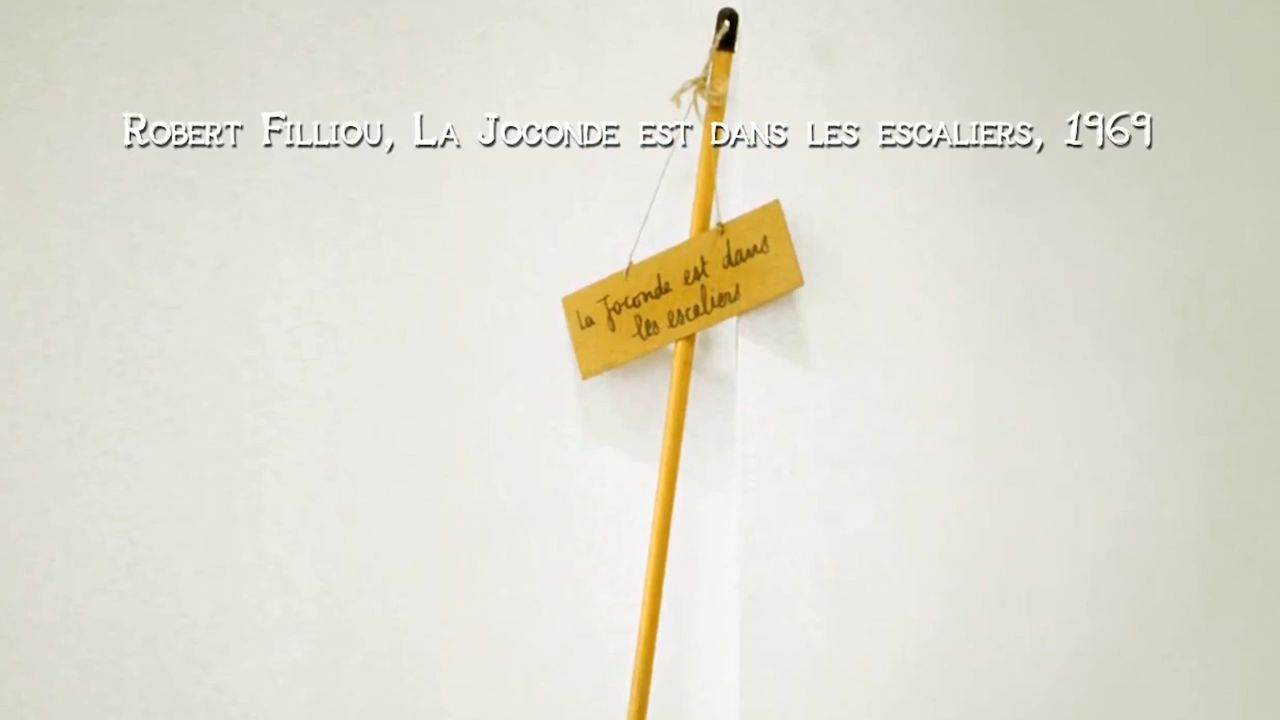 Robert Filliou, La Joconde est dans les escaliers, 1969
La Joconde est dans
les escaliers